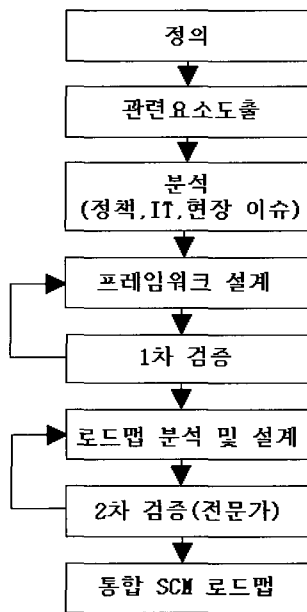 정의
관련요소도출
분석
(정책,IT,현장 이슈)
프레임워크 설계
1차 검증
로드맵 분석 및 설계
2차 검증(전문가)
통합 SCM 로드맵